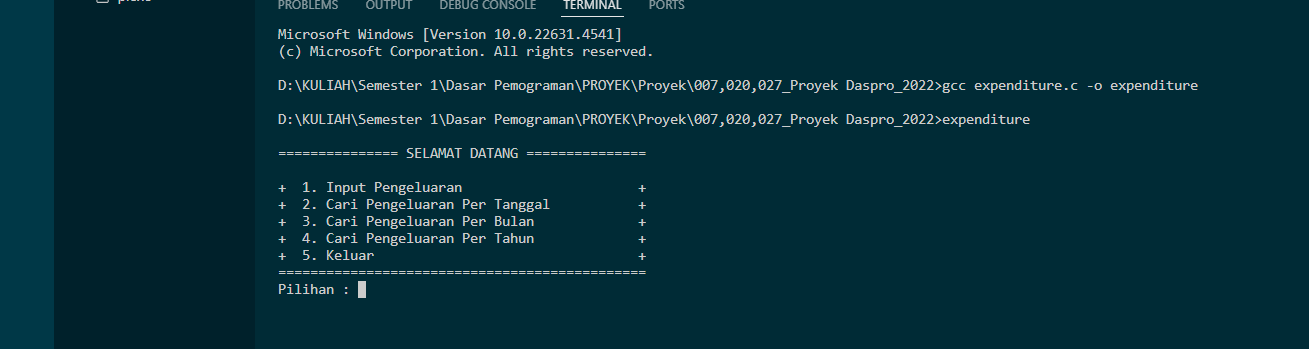 PROBLEMS OUTPUT DEBUG CONSOLE TERMINAL PORTS
Microsoft Windows [Version 10.0.22631.4541]
(c) Microsoft Corporation. All rights reserved.
D:\KULIAH\Semester 1\Dasar Pemograman\PROYEK\Proyek\007,020,027_Proyek Daspro_2022>gcc expenditure.c -o expenditure
D:\KULIAH\Semester 1\Dasar Pemograman\PROYEK\Proyek\007,020,027_Proyek Daspro_2022>expenditure
=============== SELAMAT DATANG ===============
+  1. Input Pengeluaran                      +
+  2. Cari Pengeluaran Per Tanggal           +
+  3. Cari Pengeluaran Per Bulan             +
+  4. Cari Pengeluaran Per Tahun             +
+  5. Keluar                                 +
==============================================
Pilihan :